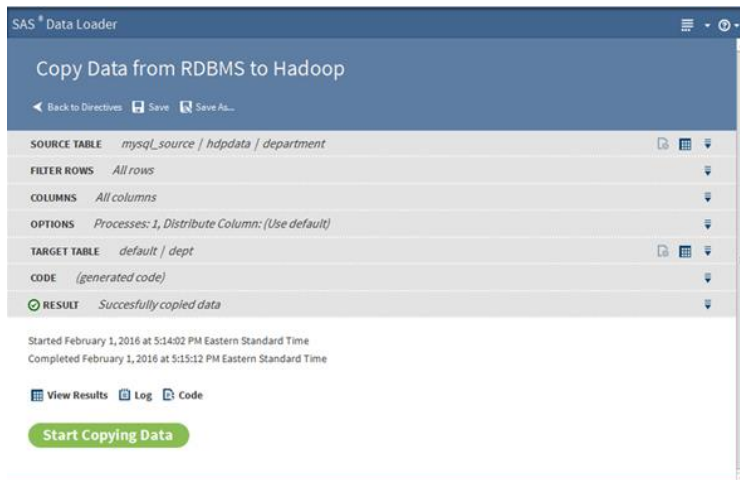 SAS® Data Loader
Copy Data from RDBMS to Hadoop
Back to Directives Save Save As...
SOURCE TABLE mysql_source | hdpdata | department
FILTER ROWS All rows
COLUMNS All columns
OPTIONS Processes: 1, Distribute Column: (Use default)
TARGET TABLE default | dept
CODE (generated code)
RESULT Succesfully copied data
Started February 1, 2016 at 5:14:02 PM Eastern Standard Time
Completed February 1, 2016 at 5:15:12 PM Eastern Standard Time
View Results Log Code
Start Copying Data